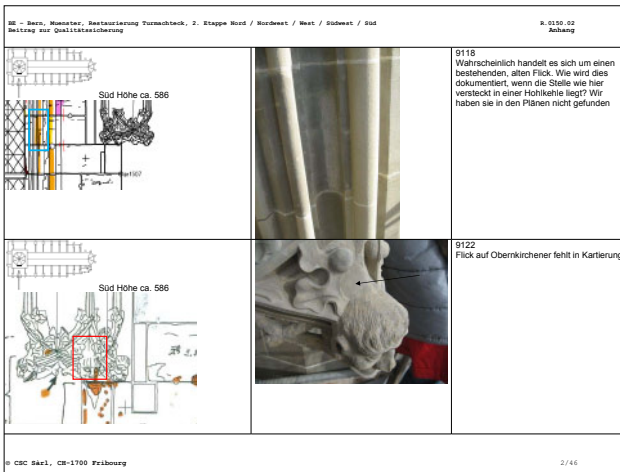 BE - Bern, Muenster, Restaurierung Turmachteck, 2. Etappe Nord / Nordwest / West / Südwest / Süd
Beitrag zur Qualitätssicherung
R.0150.02
Anhang
Süd Höhe ca. 586
9118
Wahrscheinlich handelt es sich um einen
bestehenden, alten Flick. Wie wird dies
dokumentiert, wenn die Stelle wie hier
versteckt in einer Hohlkehle liegt? Wir
haben sie in den Plänen nicht gefunden
Süd Höhe ca. 586
9122
Flick auf Obernkirchener fehlt in Kartierung
© CSC Sàrl, CH-1700 Fribourg
2/46